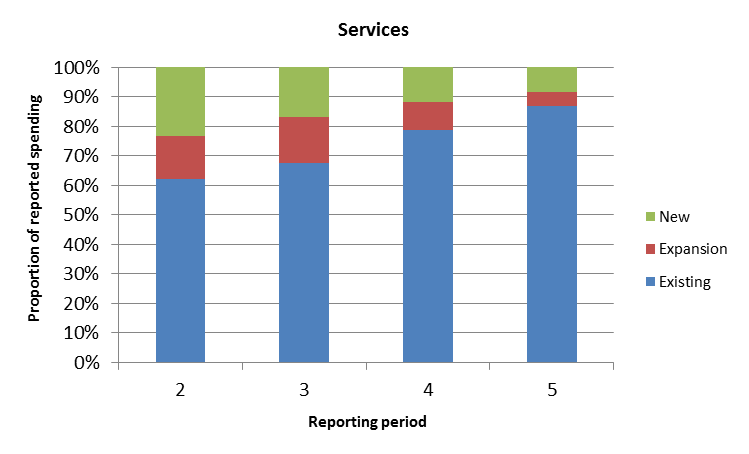 Services
100%
90%
80%
70%
60%
50%
40%
30%
20%
10%
0%
Proportion of reported spending
2 3 4 5
Reporting period
New
Expansion
Existing